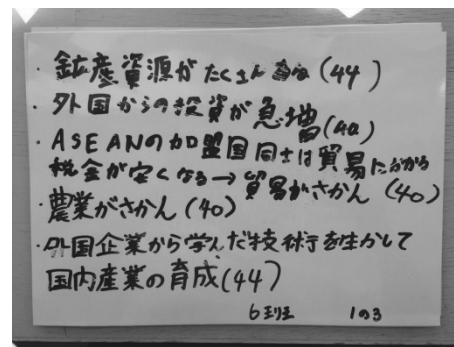 ・鉱産資源がたくさんある(44)
・外国からの投資が急増(40)
・ASEANの加盟国同士は貿易にかかる
税金が安くなる→貿易がさかん(40)
・農業がさかん(40)
・外国企業から学んだ技術を生かして
国内産業の育成(44)
6班 1の3